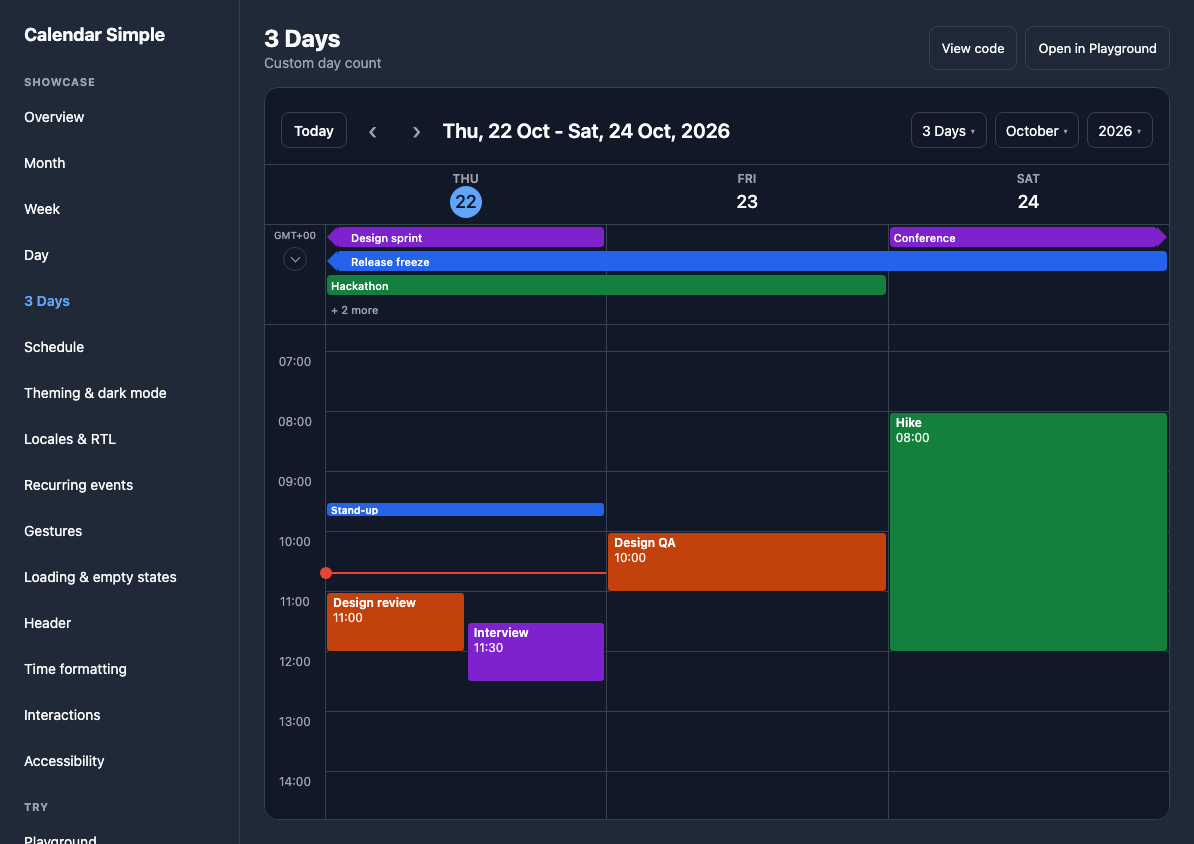 Calendar Simple
SHOWCASE
Overview
Month
Week
Day
3 Days
Schedule
Theming & dark mode
Locales & RTL
Recurring events
Gestures
Loading & empty states
Header
Time formatting
Interactions
Accessibility
TRY
Playground
3 Days
Custom day count
View code
Open in Playground
Today
Thu, 22 Oct - Sat, 24 Oct, 2026
3 Days
October
2026
THU
22
FRI
23
SAT
24
GMT+00
Design sprint
Conference
Release freeze
Hackathon
+ 2 more
07:00
08:00
09:00
10:00
11:00
12:00
13:00
14:00
Stand-up
Design review
11:00
Interview
11:30
Design QA
10:00
Hike
08:00